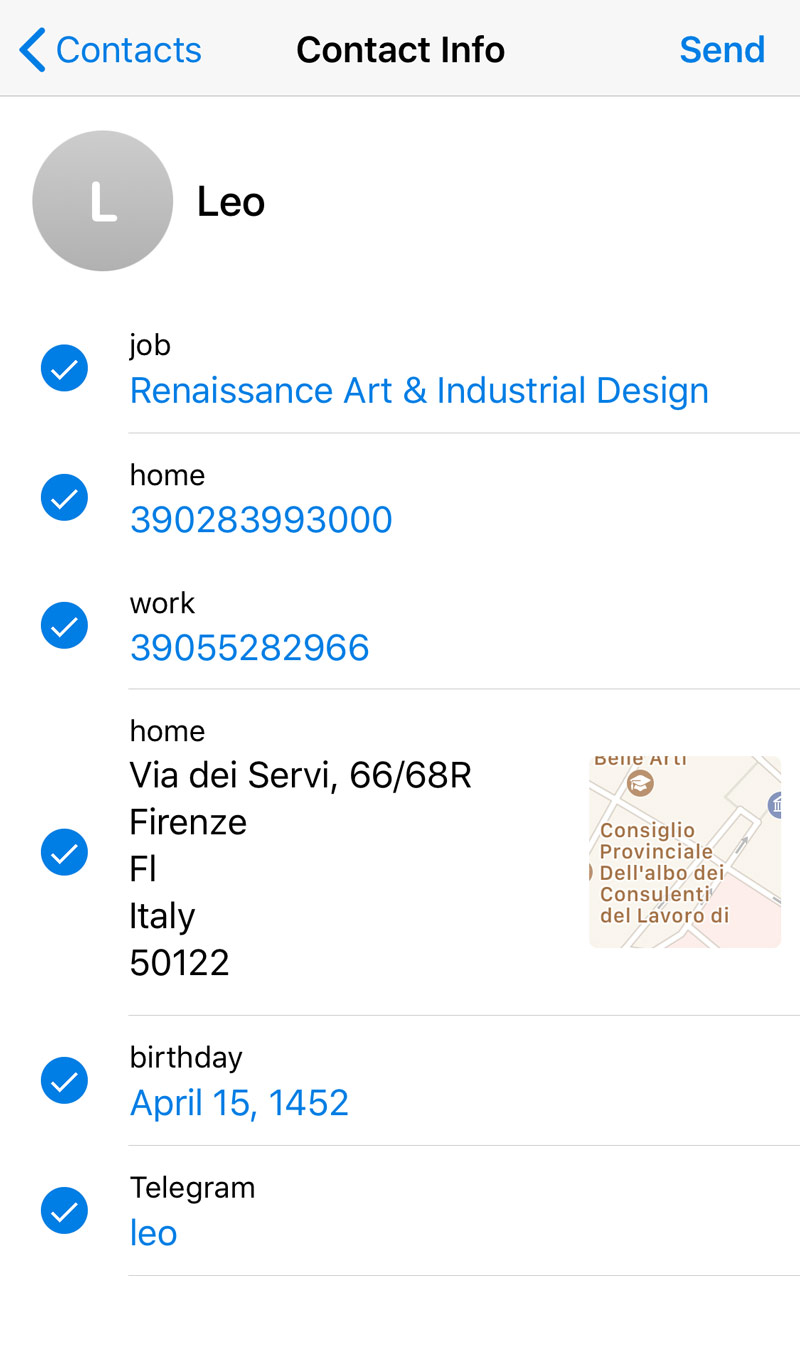 Contacts
Contact Info
Send
L
Leo
job
Renaissance Art & Industrial Design
home
390283993000
work
39055282966
home
Via dei Servi, 66/68R
Firenze
Fl
Italy
50122
Belle Arti
Consiglio
Provinciale
Dell'albo dei
Consulenti
del Lavoro di
birthday
April 15, 1452
Telegram
leo